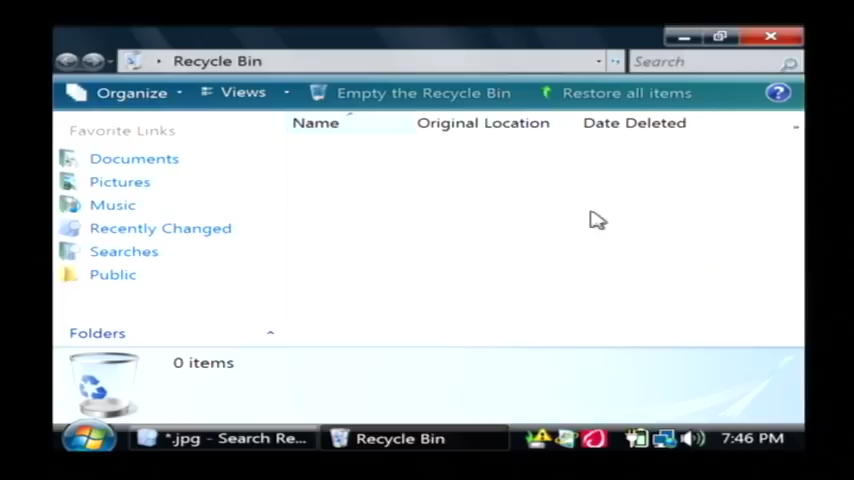 Recycle Bin
Search
Organize
Views
Empty the Recycle Bin
Restore all items
Favorite Links
Name
Original Location
Date Deleted
Documents
Pictures
Music
Recently Changed
Searches
Public
Folders
0 items
*.jpg - Search Re...
Recycle Bin
7:46 PM